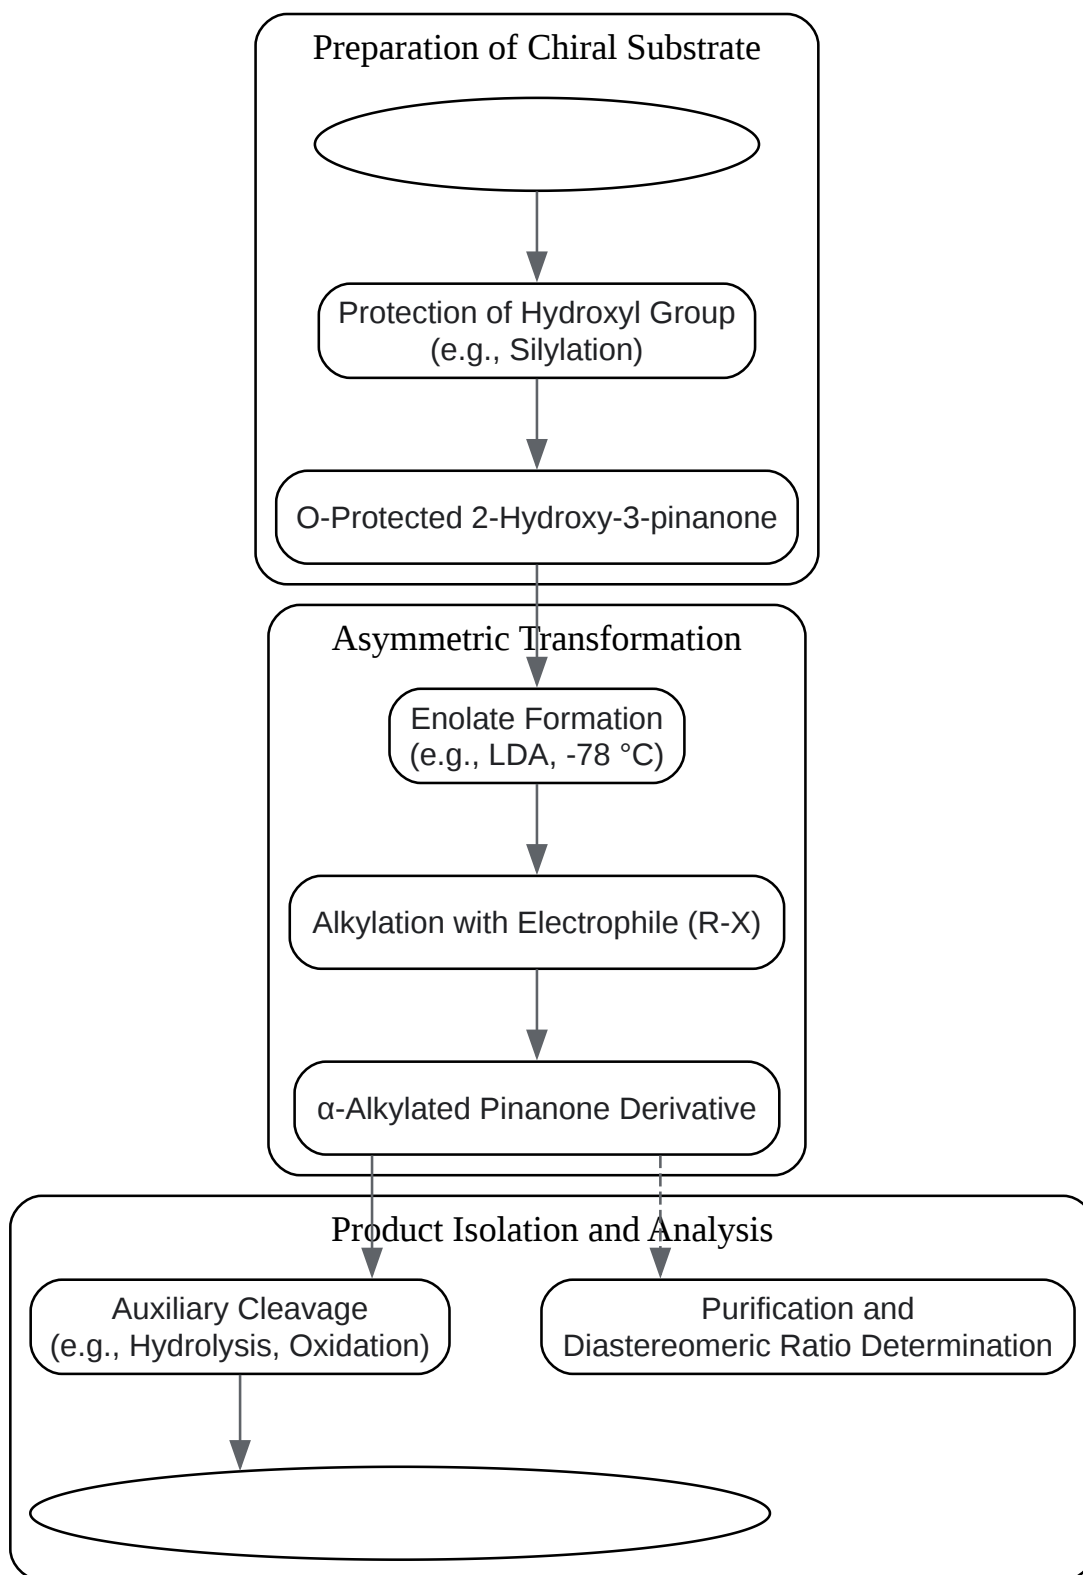 Preparation of Chiral Substrate
Protection of Hydroxyl Group
(e.g., Silylation)
O-Protected 2-Hydroxy-3-pinanone
Asymmetric Transformation
Enolate Formation
(e.g., LDA, -78 °C)
Alkylation with Electrophile (R-X)
α-Alkylated Pinanone Derivative
Product Isolation and Analysis
Auxiliary Cleavage
(e.g., Hydrolysis, Oxidation)
Purification and
Diastereomeric Ratio Determination